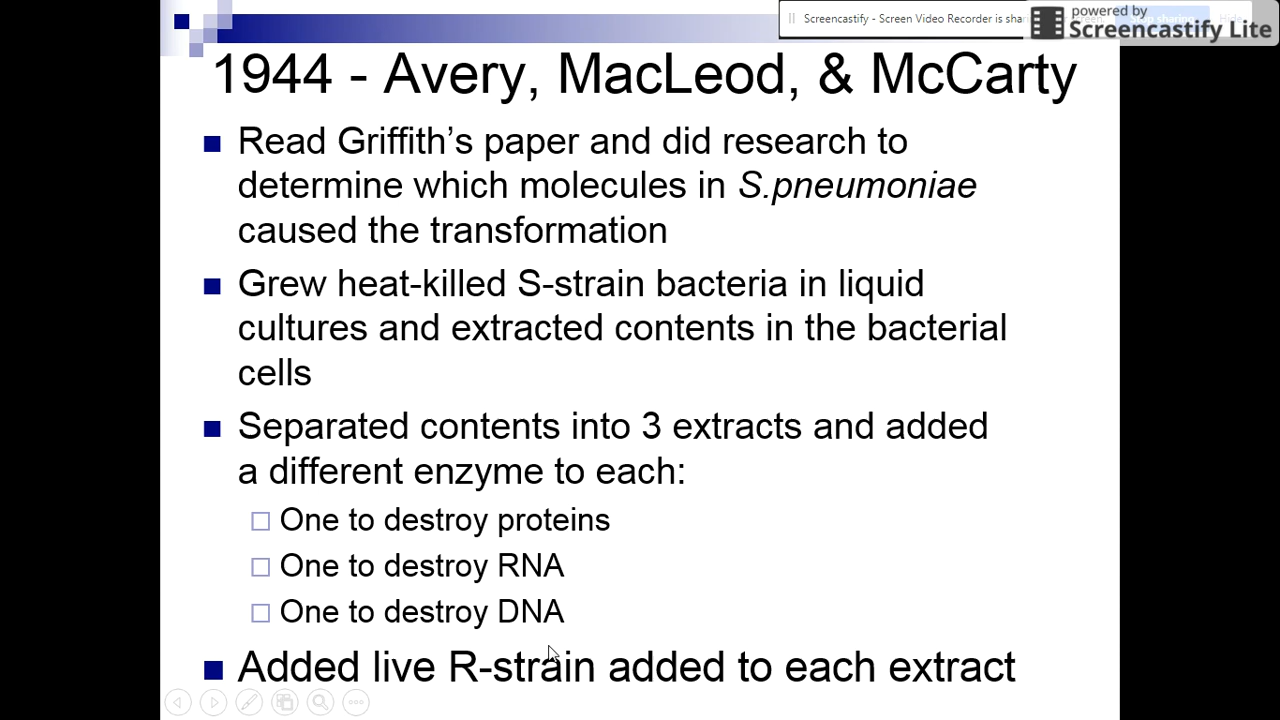 Screencastify - Screen Video Recorder is shar
powered by
Screencastify Lite
1944 - Avery, MacLeod, & McCarty
Read Griffith's paper and did research to
determine which molecules in S.pneumoniae
caused the transformation
Grew heat-killed S-strain bacteria in liquid
cultures and extracted contents in the bacterial
cells
Separated contents into 3 extracts and added
a different enzyme to each:
One to destroy proteins
One to destroy RNA
One to destroy DNA
Added live R-strain added to each extract